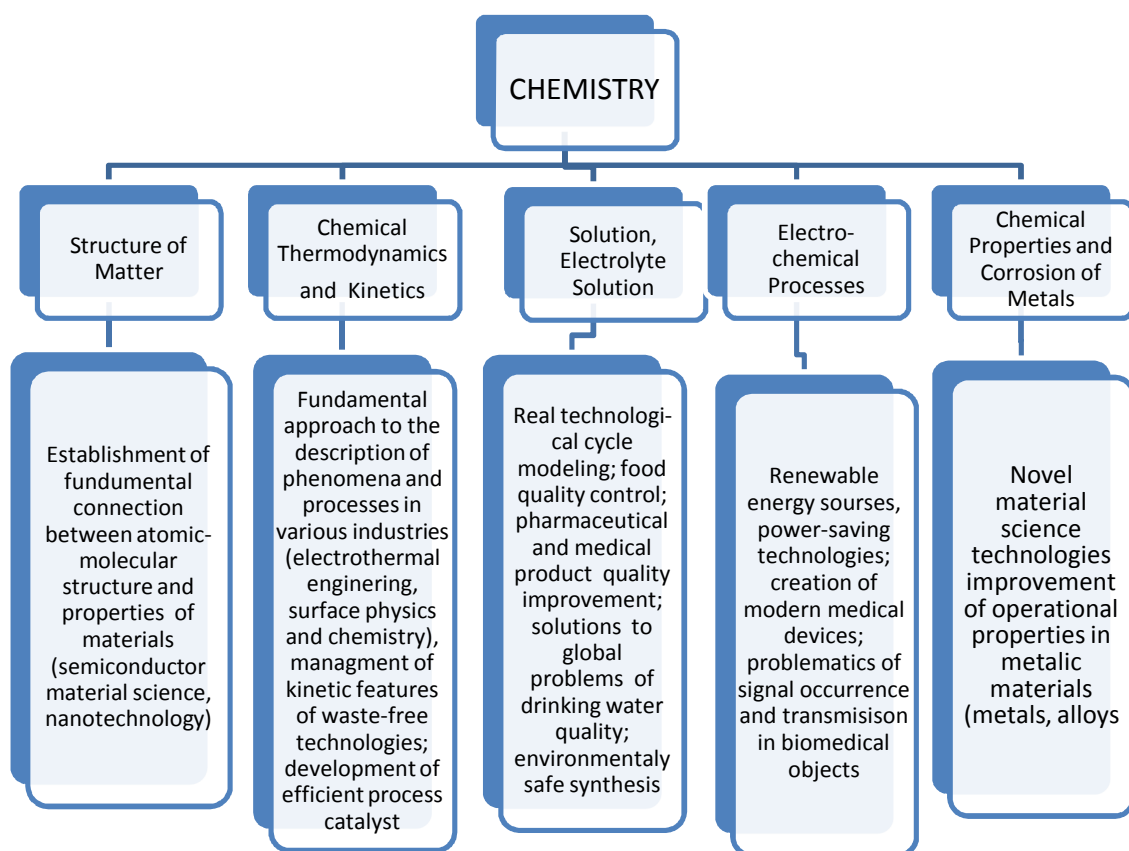 CHEMISTRY
Structure of
Matter
Chemical
Thermodynamics
and Kinetics
Solution,
Electrolyte
Solution
Electro-
chemical
Processes
Chemical
Properties and
Corrosion of
Metals
Establishment of
fundumental
connection
between atomic-
molecular
structure and
properties of
materials
(semiconductor
material science,
nanotechnology)
Fundamental
approach to the
description of
phenomena and
processes in
various industries
(electrothermal
enginering,
surface physics
and chemistry),
managment of
kinetic features
of waste-free
technologies;
development of
efficient process
catalyst
Real technologi-
cal cycle
modeling; food
quality control;
pharmaceutical
and medical
product quality
improvement;
solutions to
global
problems of
drinking water
quality;
environmentaly
safe synthesis
Renewable
energy sourses,
power-saving
technologies;
creation of
modern medical
devices;
problematics of
signal occurrence
and transmisison
in biomedical
objects
Novel
material
science
technologies
improvement
of operational
properties in
metalic
materials
(metals, alloys